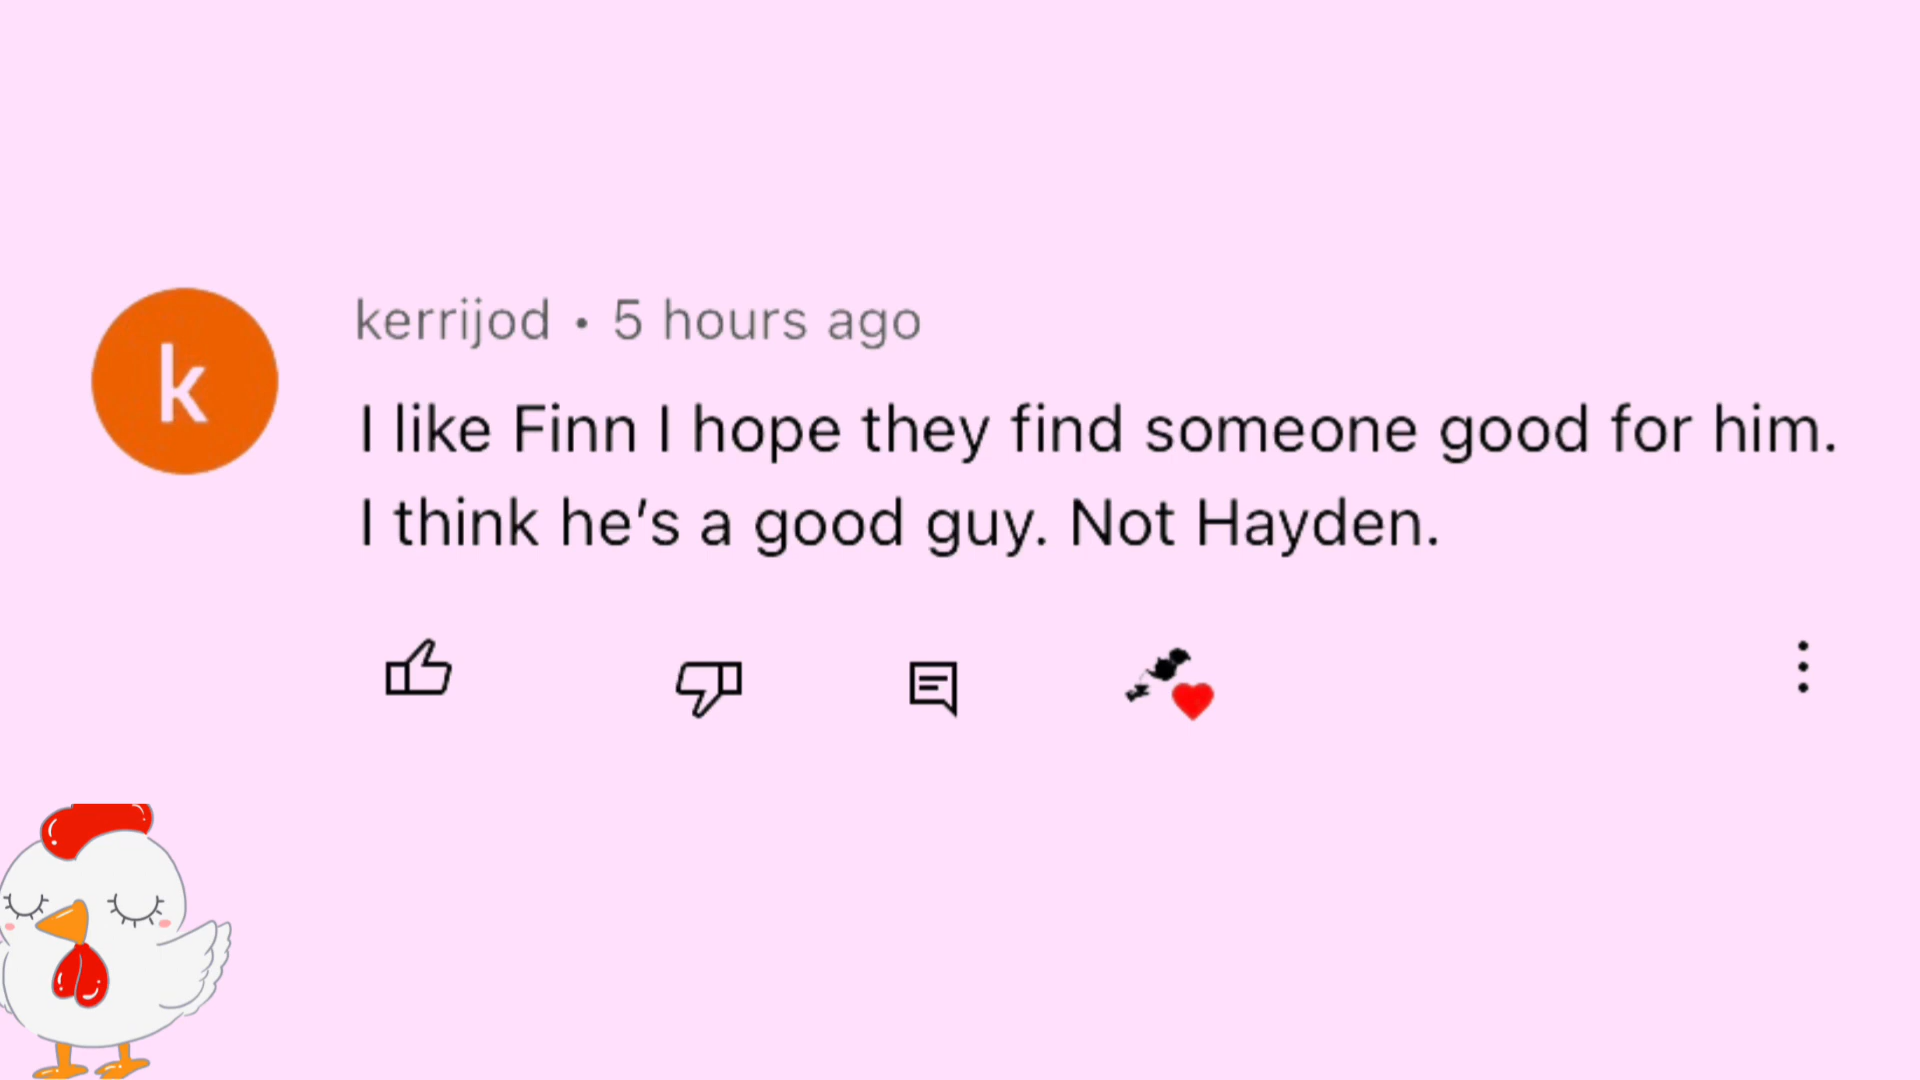 k
kerrijod • 5 hours ago
I like Finn I hope they find someone good for him.
I think he's a good guy. Not Hayden.